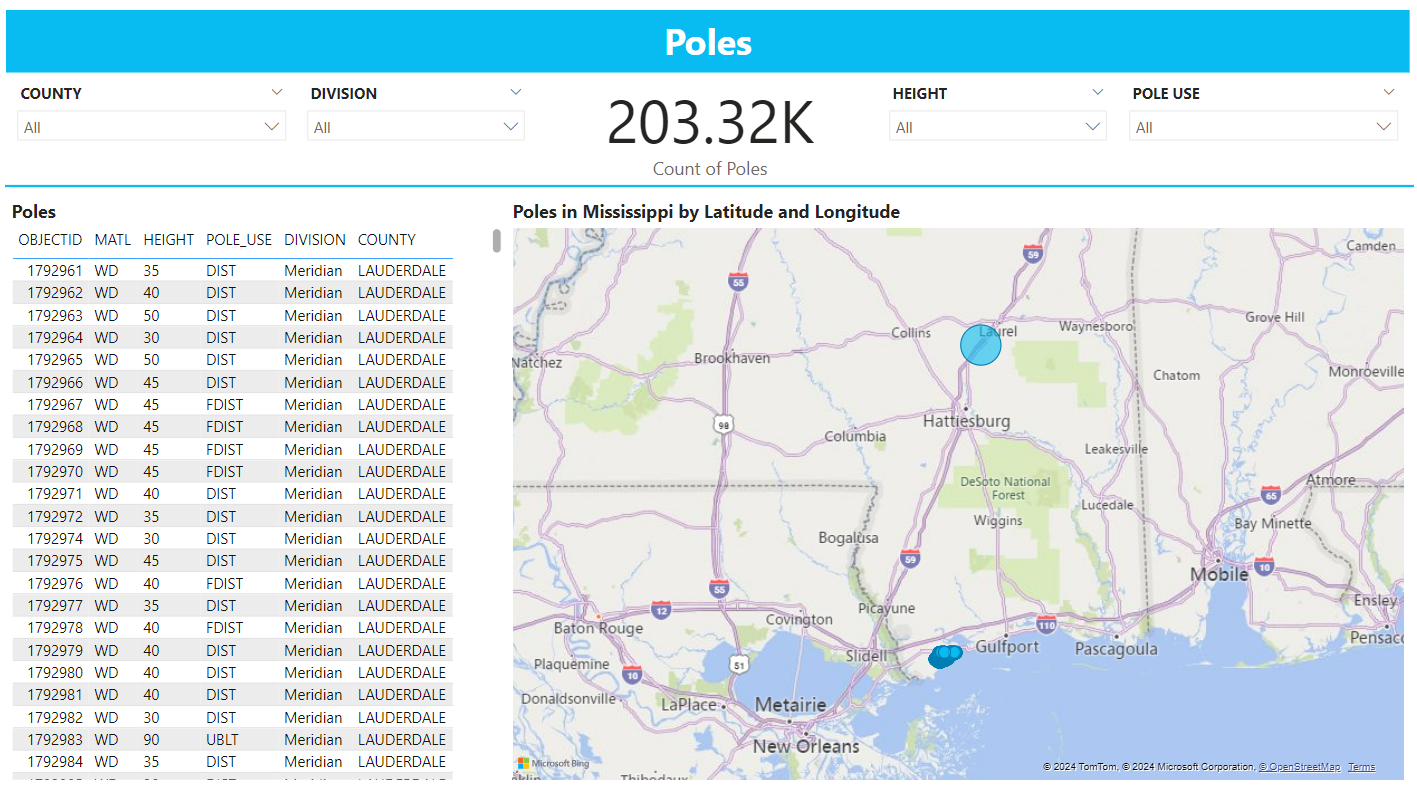 Poles
COUNTY
All
DIVISION
All
203.32K
Count of Poles
HEIGHT
All
POLE USE
All
Poles
OBJECTID MATL HEIGHT POLE_USE DIVISION COUNTY
1792961 WD 35 DIST Meridian LAUDERDALE
1792962 WD 40 DIST Meridian LAUDERDALE
1792963 WD 50 DIST Meridian LAUDERDALE
1792964 WD 30 DIST Meridian LAUDERDALE
1792965 WD 50 DIST Meridian LAUDERDALE
1792966 WD 45 DIST Meridian LAUDERDALE
1792967 WD 45 FDIST Meridian LAUDERDALE
1792968 WD 45 FDIST Meridian LAUDERDALE
1792969 WD 45 FDIST Meridian LAUDERDALE
1792970 WD 45 FDIST Meridian LAUDERDALE
1792971 WD 40 DIST Meridian LAUDERDALE
1792972 WD 35 DIST Meridian LAUDERDALE
1792974 WD 30 DIST Meridian LAUDERDALE
1792975 WD 45 DIST Meridian LAUDERDALE
1792976 WD 40 FDIST Meridian LAUDERDALE
1792977 WD 35 DIST Meridian LAUDERDALE
1792978 WD 40 FDIST Meridian LAUDERDALE
1792979 WD 40 DIST Meridian LAUDERDALE
1792980 WD 40 DIST Meridian LAUDERDALE
1792981 WD 40 DIST Meridian LAUDERDALE
1792982 WD 30 DIST Meridian LAUDERDALE
1792983 WD 90 UBLT Meridian LAUDERDALE
1792984 WD 35 DIST Meridian LAUDERDALE
Poles in Mississippi by Latitude and Longitude
Camden
59
55
Grove Hill
Collins
Laurel
Waynesboro
Natchez
Brookhaven
Chatom
Monroeville
98
Hattiesburg
Columbia
Leakesville
DeSoto National
Forest
Atmore
65
Lucedale
Wiggins
Bay Minette
Bogalusa
59
10
Mobile
55
12
Picayune
Ensley
Covington
110
Baton Rouge
Pensaco
Gulfport
Pascagoula
Slidell
51
Plaquemine
10
Donaldsonville
LaPlace
Metairie
New Orleans
Microsoft Bing
© 2024 TomTom, © 2024 Microsoft Corporation, © OpenStreetMap Terms